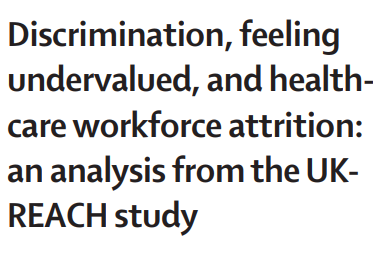 Discrimination, feeling
undervalued, and health-
care workforce attrition:
an analysis from the UK-
REACH study